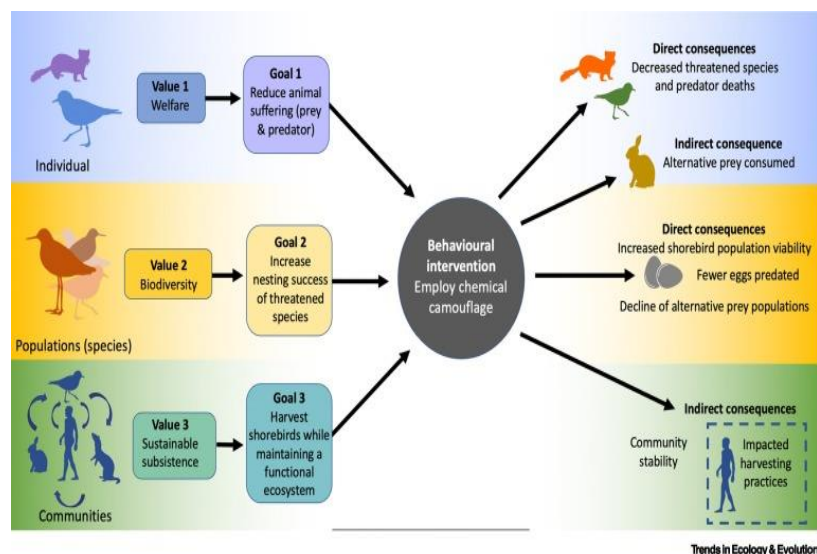 Individual
Value 1
Welfare
Goal 1
Reduce animal
suffering (prey
& predator)
Populations (species)
Value 2
Biodiversity
Goal 2
Increase
nesting success
of threatened
species
Communities
Value 3
Sustainable
subsistence
Goal 3
Harvest
shorebirds while
maintaining a
functional
ecosystem
Behavioural
intervention
Employ chemical
camouflage
Direct consequences
Decreased threatened species
and predator deaths
Indirect consequence
Alternative prey consumed
Direct consequences
Increased shorebird population viability
Fewer eggs predated
Decline of alternative prey populations
Indirect consequences
Community
stability
Impacted
harvesting
practices
Trends in Ecology & Evolution